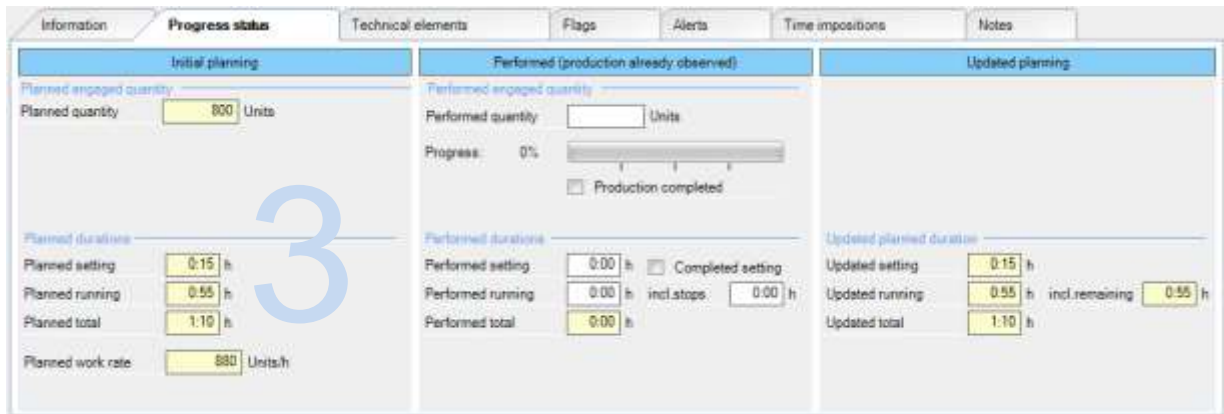 Information Progress status Technical elements Flags Alerts Time impositions Notes
Initial planning Performed (production already observed) Updated planning
Planned engaged quantity Performed engaged quantity
Planned quantity 800 Units Performed quantity Units
Progress: 0%
Production completed
3
Planned durations Performed durations Updated planned duration
Planned setting 0:15 h Performed setting 0:00 h Completed setting Updated setting 0:15 h
Planned running 0:55 h Performed running 0:00 h incl.stops 0:00 h Updated running 0:55 h incl.remaining 0:55 h
Planned total 1:10 h Performed total 0:00 h Updated total 1:10 h
Planned work rate 880 Units/h